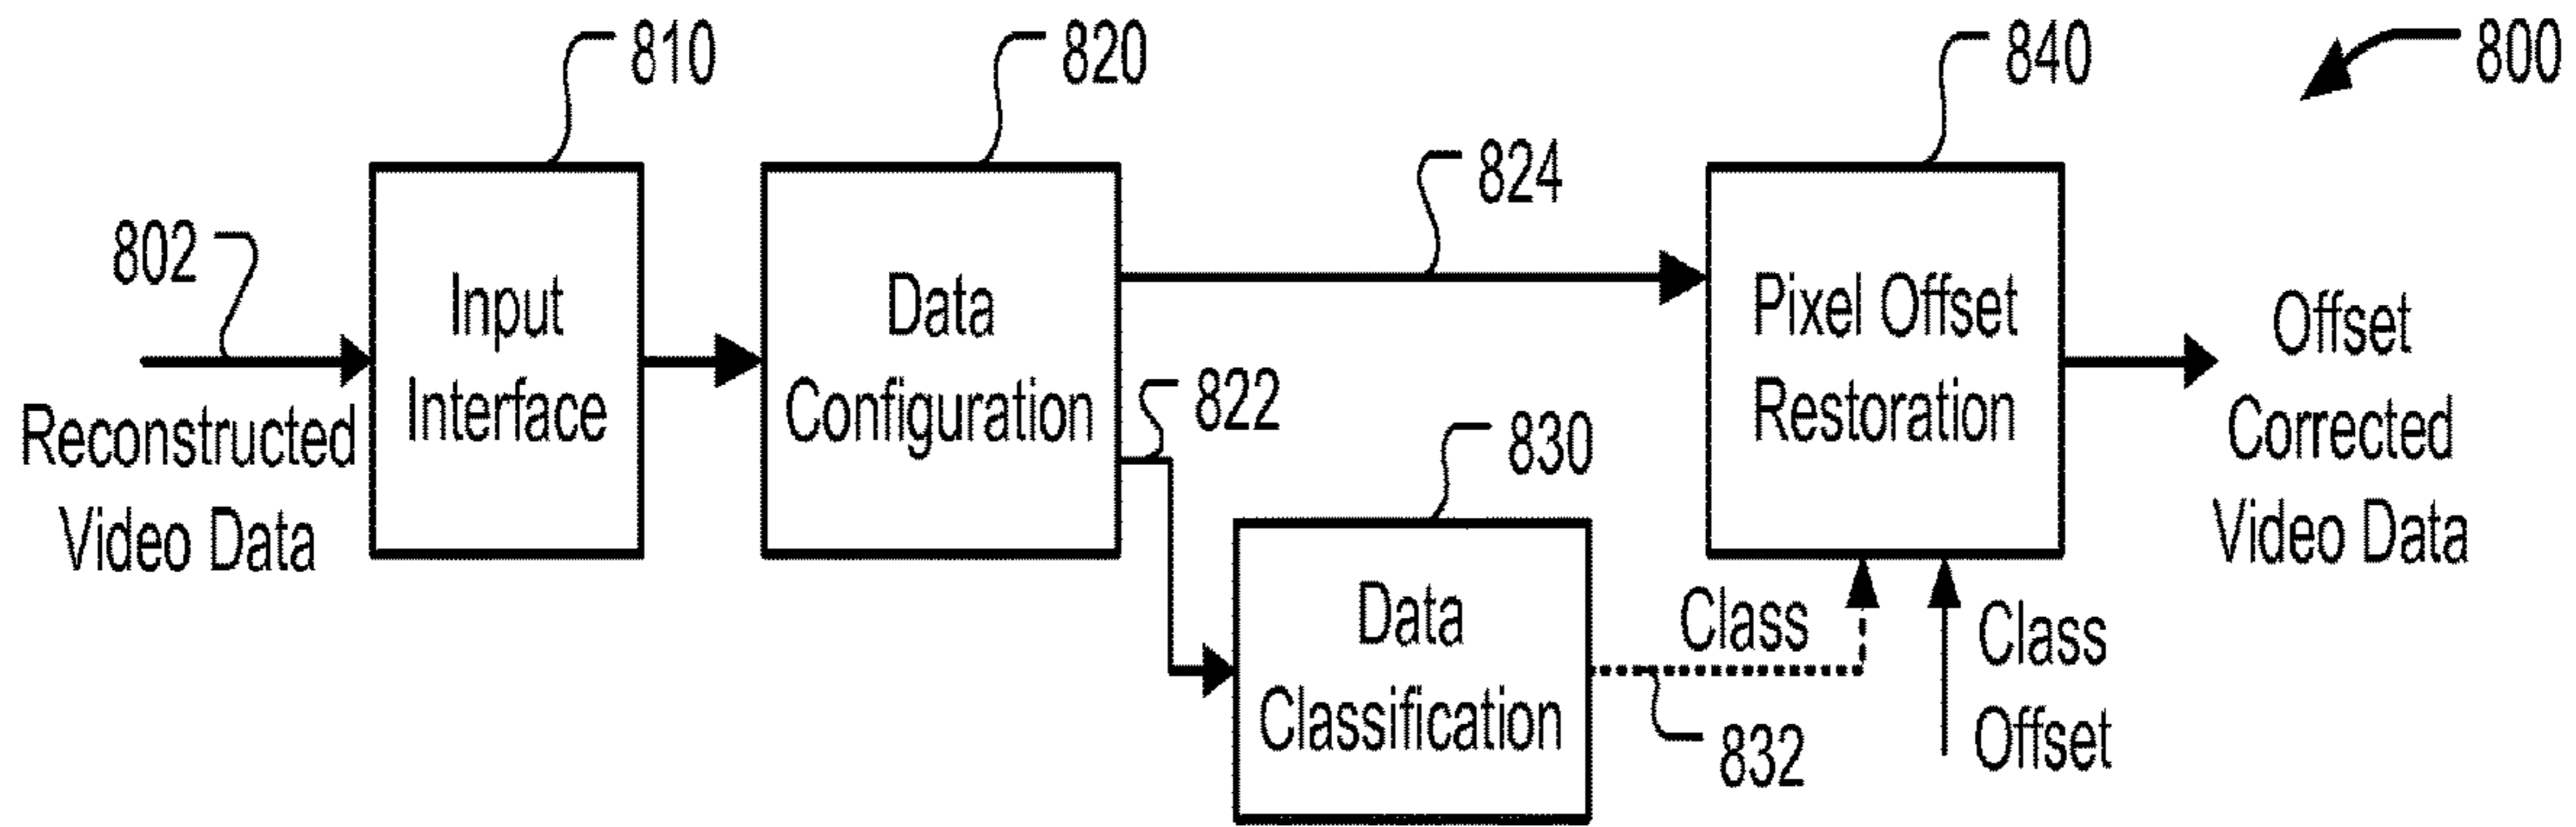 810
820
840
800
824
802
Input
Interface
Data
Configuration
Pixel Offset
Restoration
Offset
Corrected
Video Data
Reconstructed
Video Data
822
830
Data
Classification
Class
Class
Offset
832